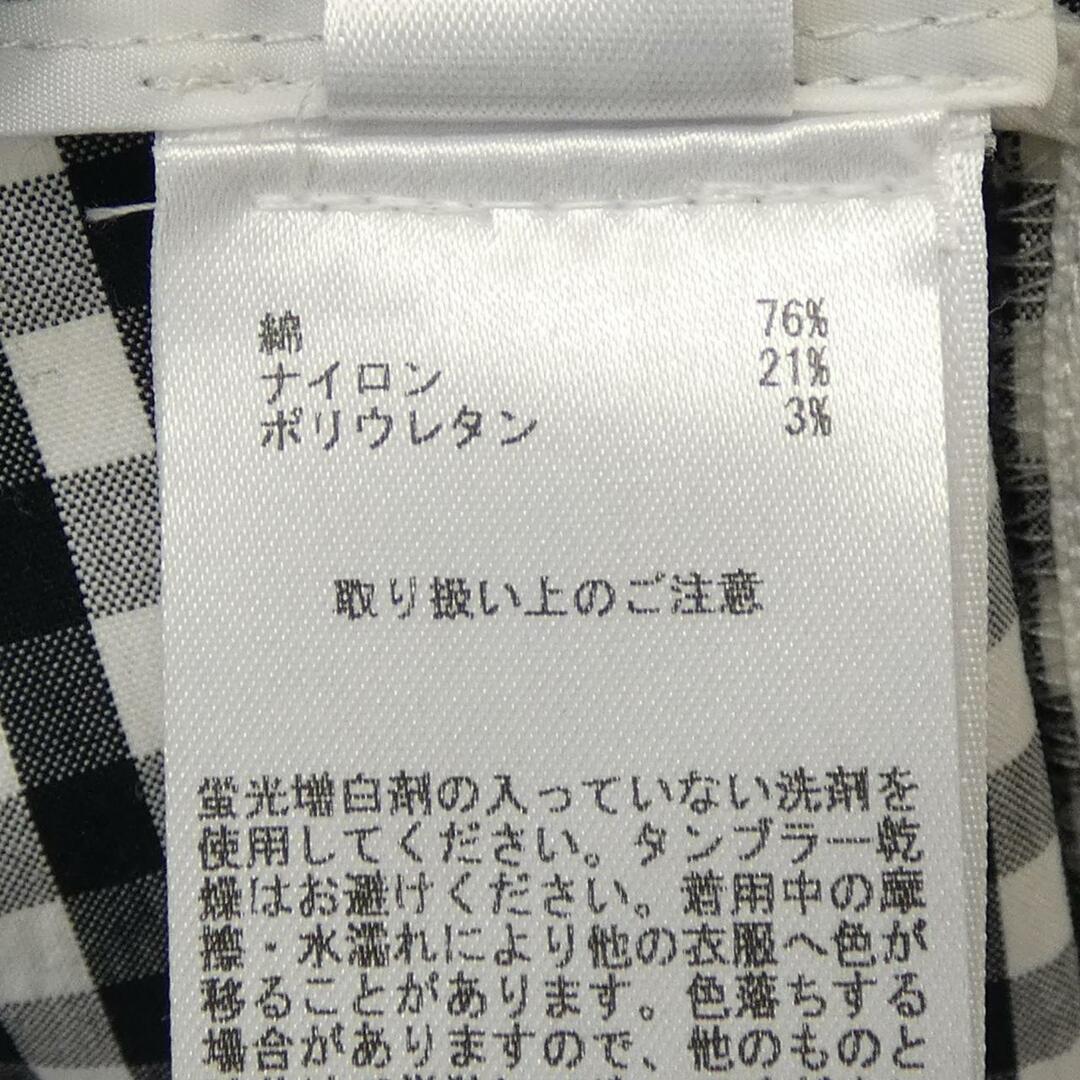 綿 76%
ナイロン 21%
ポリウレタン 3%
取り扱い上のご注意
蛍光増白剤の入っていない洗剤を
使用してください。タンブラー乾
燥はお避けください。着用中の摩
擦・水濡れにより他の衣服へ色が
移ることがあります。色落ちする
場合がありますので、他のものと